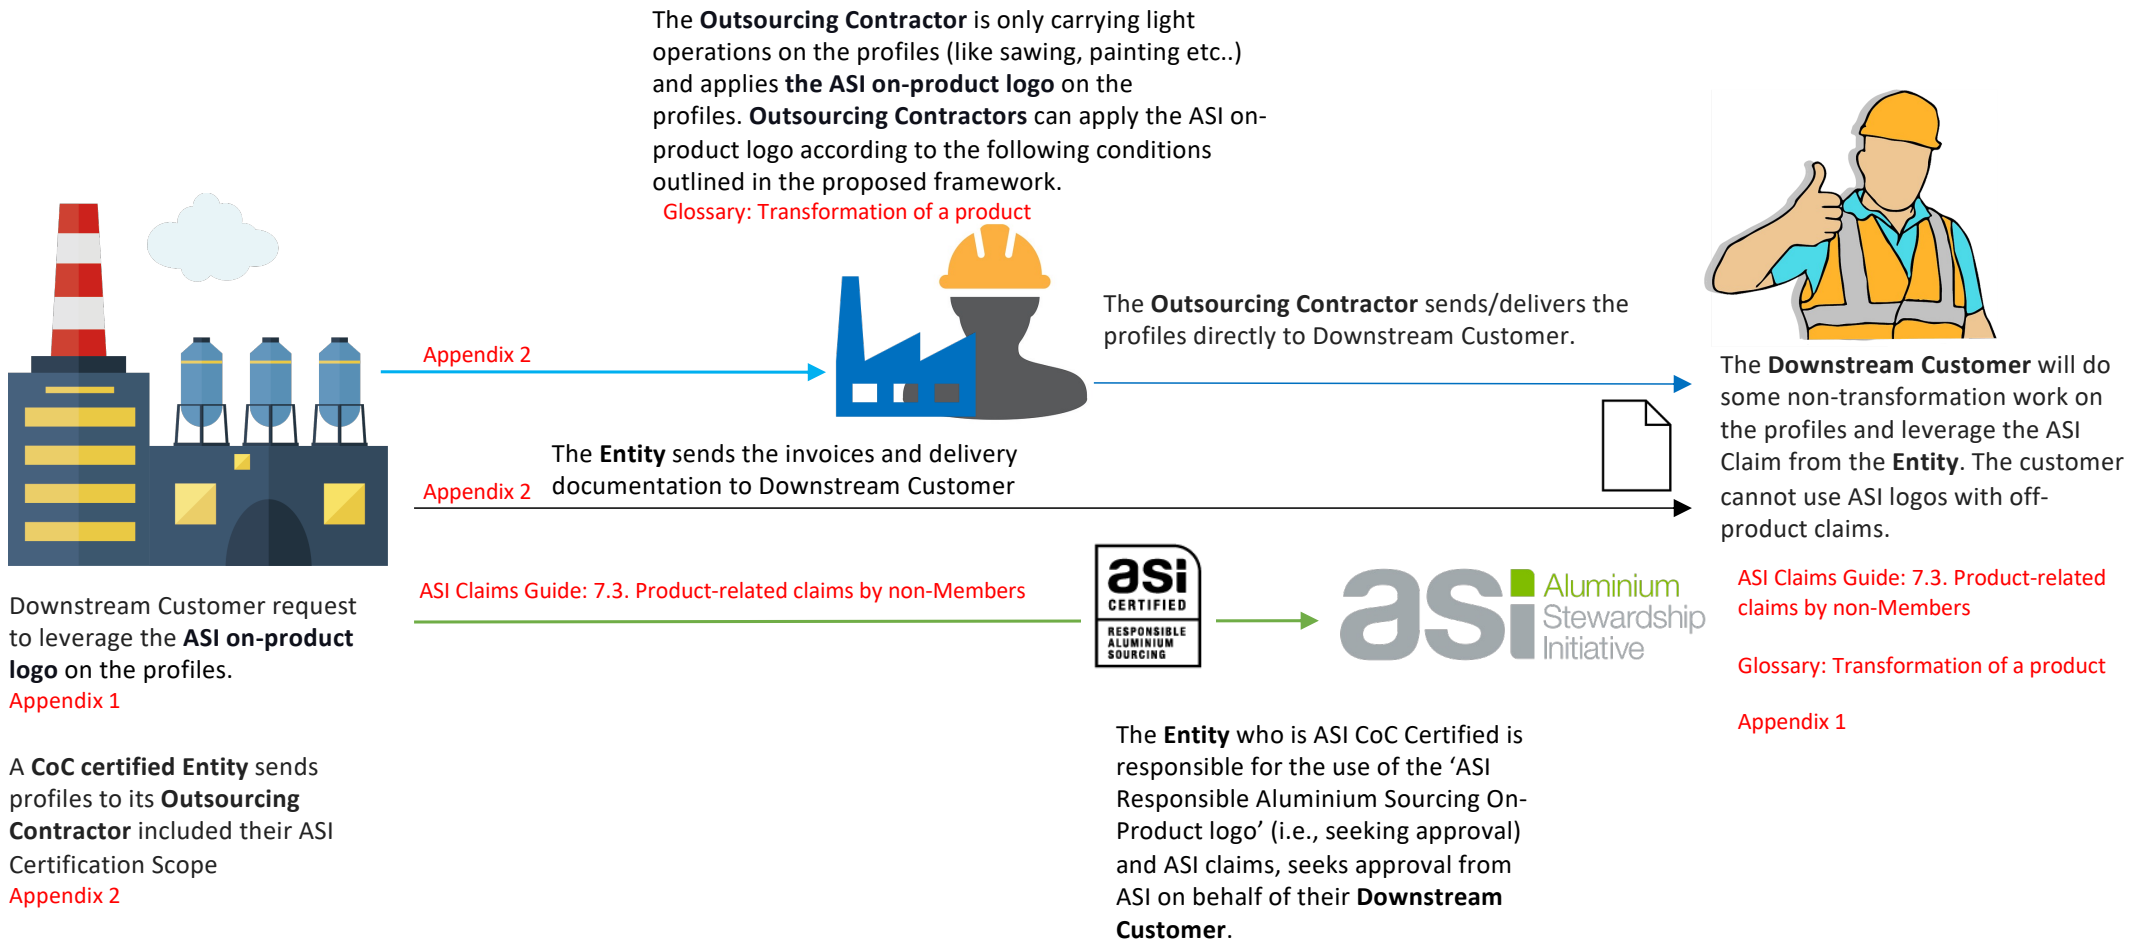 The Outsourcing Contractor is only carrying light
operations on the profiles (like sawing, painting etc..)
and applies the ASI on-product logo on the
profiles. Outsourcing Contractors can apply the ASI on-
product logo according to the following conditions
outlined in the proposed framework.
Glossary: Transformation of a product
Appendix 2
The Outsourcing Contractor sends/delivers the
profiles directly to Downstream Customer.
The Entity sends the invoices and delivery
documentation to Downstream Customer
Appendix 2
The Downstream Customer will do
some non-transformation work on
the profiles and leverage the ASI
Claim from the Entity. The customer
cannot use ASI logos with off-
product claims.
ASI Claims Guide: 7.3. Product-related
claims by non-Members
Glossary: Transformation of a product
Appendix 1
ASI Claims Guide: 7.3. Product-related claims by non-Members
asi
CERTIFIED
RESPONSIBLE
ALUMINIUM
SOURCING
asi
Aluminium
Stewardship
Initiative
Downstream Customer request
to leverage the ASI on-product
logo on the profiles.
Appendix 1
A CoC certified Entity sends
profiles to its Outsourcing
Contractor included their ASI
Certification Scope
Appendix 2
The Entity who is ASI CoC Certified is
responsible for the use of the ‘ASI
Responsible Aluminium Sourcing On-
Product logo’ (i.e., seeking approval)
and ASI claims, seeks approval from
ASI on behalf of their Downstream
Customer.